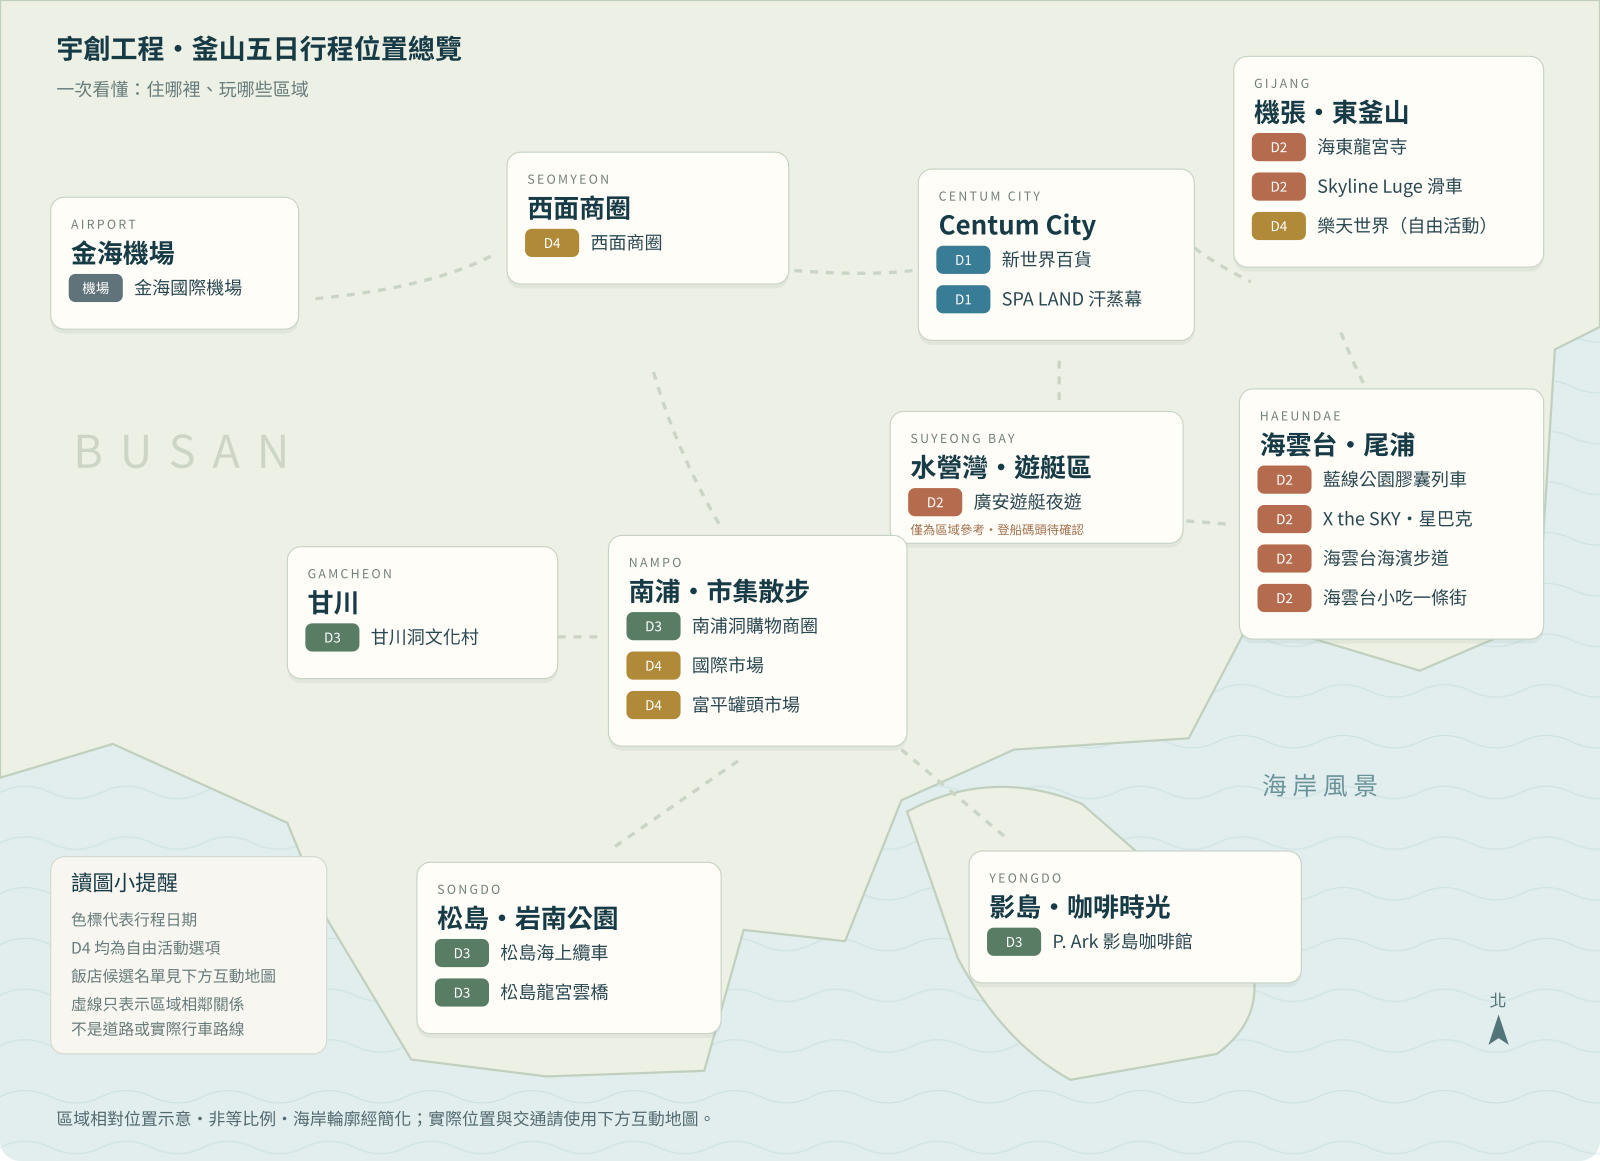 宇創工程・釜山五日行程位置總覽
一次看懂：住哪裡、玩哪些區域
GIJANG
機張・東釜山
D2 海東龍宮寺
D2 Skyline Luge 滑車
D4 樂天世界（自由活動）
SEOMYEON
西面商圈
D4 西面商圈
CENTUM CITY
Centum City
D1 新世界百貨
D1 SPA LAND 汗蒸幕
AIRPORT
金海機場
機場 金海國際機場
BUSAN
SUYEONG BAY
水營灣・遊艇區
D2 廣安遊艇夜遊
僅為區域參考・登船碼頭待確認
HAEUNDAE
海雲台・尾浦
D2 藍線公園膠囊列車
D2 X the SKY・星巴克
D2 海雲台海濱步道
D2 海雲台小吃一條街
GAMCHEON
甘川
D3 甘川洞文化村
NAMPO
南浦・市集散步
D3 南浦洞購物商圈
D4 國際市場
D4 富平罐頭市場
海岸風景
讀圖小提醒
色標代表行程日期
D4 均為自由活動選項
飯店候選名單見下方互動地圖
虛線只表示區域相鄰關係
不是道路或實際行車路線
SONGDO
松島・岩南公園
D3 松島海上纜車
D3 松島龍宮雲橋
YEONGDO
影島・咖啡時光
D3 P. Ark 影島咖啡館
北
區域相對位置示意・非等比例・海岸輪廓經簡化；實際位置與交通請使用下方互動地圖。